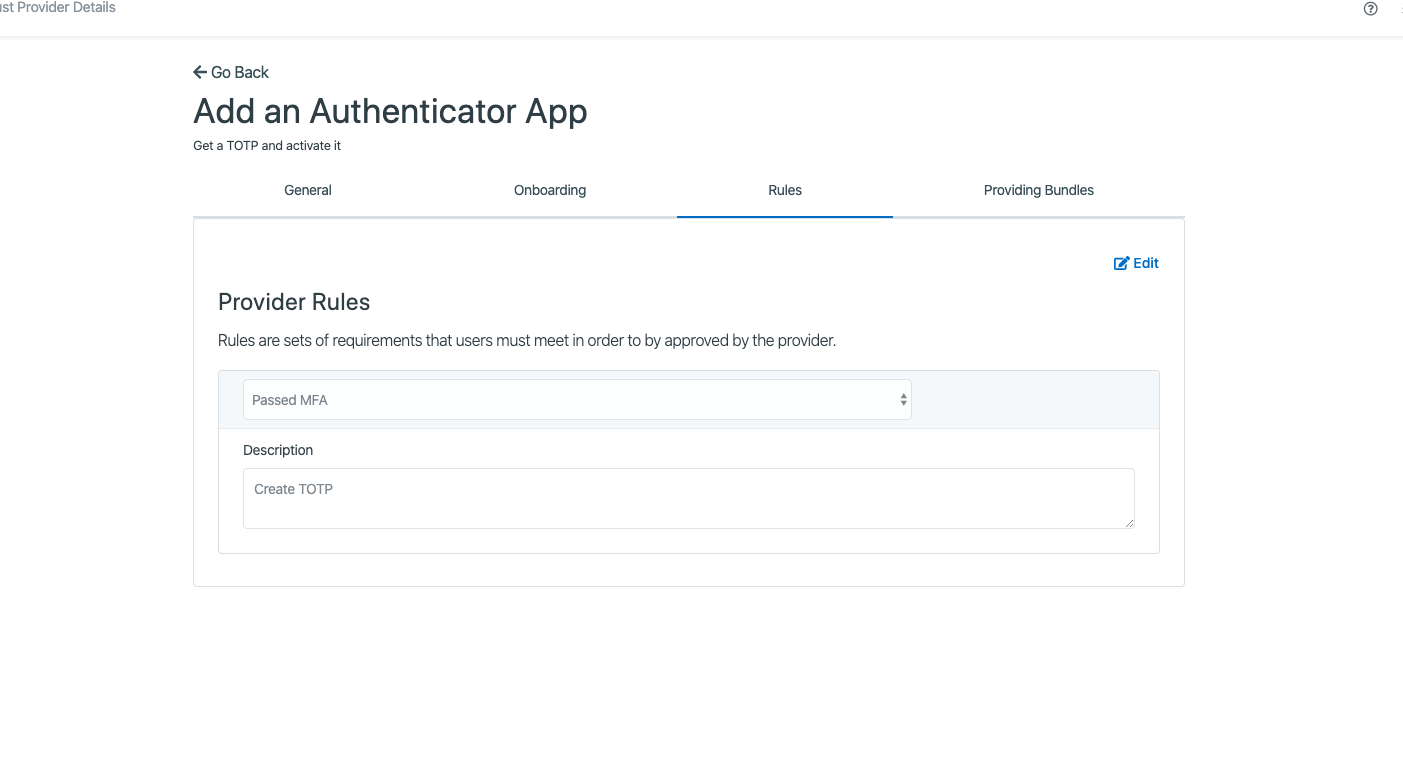 st Provider Details
Go Back
Add an Authenticator App
Get a TOTP and activate it
General Onboarding Rules Providing Bundles
Edit
Provider Rules
Rules are sets of requirements that users must meet in order to by approved by the provider.
Passed MFA
Description
Create TOTP